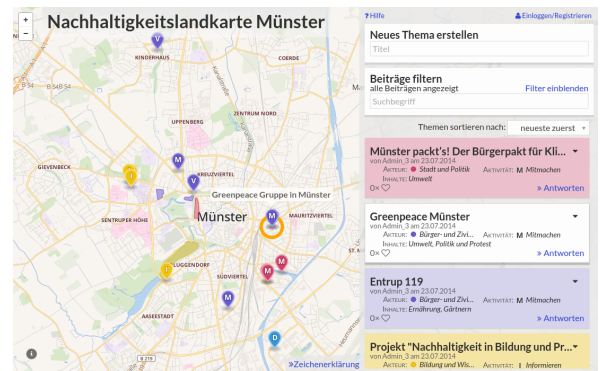 Nachhaltigkeitslandkarte Münster
+
−
V
KINDERHAUS
COERDE
B 54
B 54 B 54
ZENTRUM NORD
UPPENBERG
GIEVENBECK
I
M
KREUZVIERTEL
V
Greenpeace Gruppe in Münster
SENTRUPER HÖHE
Münster
M
MAURITZVIERTEL
M
M
I
PLUGGENDORF
SÜDVIERTEL
M
AASEESTADT
D
B 219
Zeichenerklärung
? Hilfe
Einloggen/Registrieren
Neues Thema erstellen
Titel
Beiträge filtern
alle Beiträgen angezeigt
Filter einblenden
Suchbegriff
Themen sortieren nach: neueste zuerst
Münster packt's! Der Bürgerpakt für Kli...
von Admin_3 am 23.07.2014
AKTEUR: Stadt und Politik AKTIVITÄT: M Mitmachen
INHALTE: Umwelt
0×♡
» Antworten
Greenpeace Münster
von Admin_3 am 23.07.2014
AKTEUR: Bürger- und Zivi... AKTIVITÄT: M Mitmachen
INHALTE: Umwelt, Politik und Protest
0×♡
» Antworten
Entrup 119
von Admin_3 am 23.07.2014
AKTEUR: Bürger- und Zivi... AKTIVITÄT: M Mitmachen
INHALTE: Ernährung, Gärtnern
0×♡
» Antworten
Projekt "Nachhaltigkeit in Bildung und Pr...
von Admin_3 am 23.07.2014
AKTEUR: Bildung und Wis... AKTIVITÄT: I Informieren